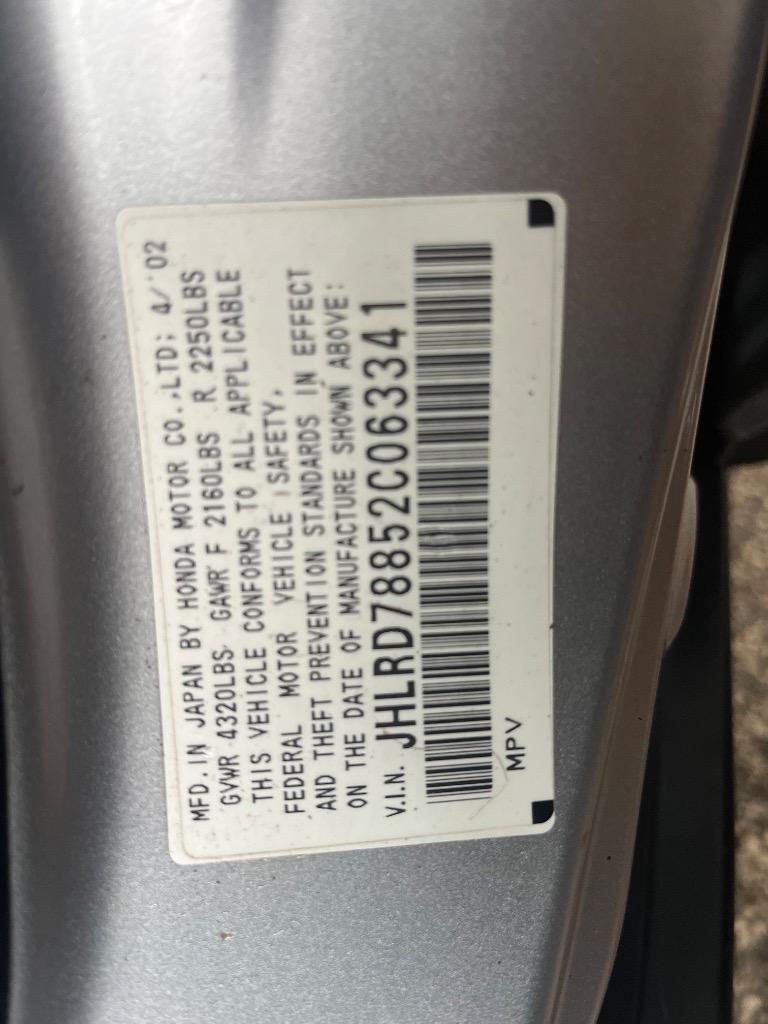 MFD. IN JAPAN BY HONDA MOTOR CO.,LTD; 4/'02
GVWR 4320LBS GAWR F 2160LBS R 2250LBS
THIS VEHICLE CONFORMS TO ALL APPLICABLE
FEDERAL MOTOR VEHICLE SAFETY,
AND THEFT PREVENTION STANDARDS IN EFFECT
ON THE DATE OF MANUFACTURE SHOWN ABOVE:
V.I.N. JHLRD78852C063341
MPV